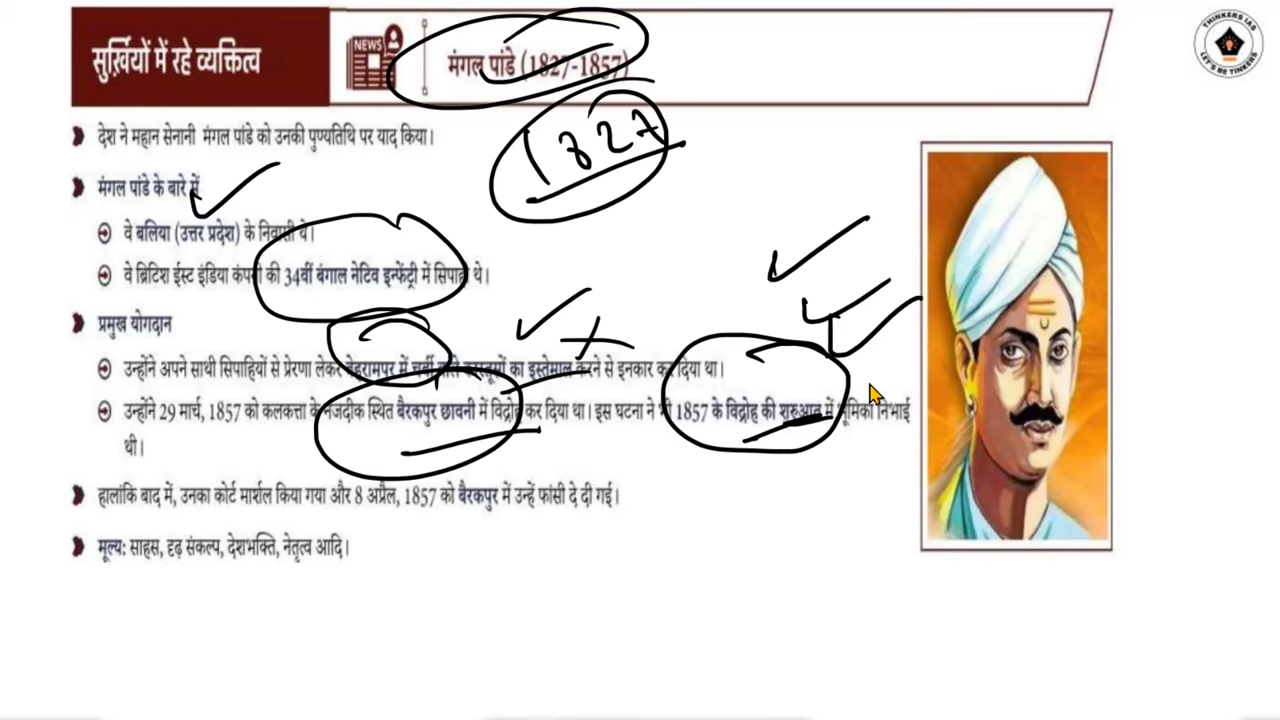 सुर्ख़ियों में रहे व्यक्तित्व
NEWS
मंगल पांडे (1827-1857)
THINKERS IAS
LET'S BE TINKERS
1827
देश ने महान सेनानी मंगल पांडे को उनकी पुण्यतिथि पर याद किया।
मंगल पांडे के बारे में
वे बलिया (उत्तर प्रदेश) के निवासी थे।
वे ब्रिटिश ईस्ट इंडिया कंपनी की 34वीं बंगाल नेटिव इन्फेंट्री में सिपाही थे।
प्रमुख योगदान
उन्होंने अपने साथी सिपाहियों से प्रेरणा लेकर बेहरामपुर में चर्बी वाले कारतूसों का इस्तेमाल करने से इनकार कर दिया था।
उन्होंने 29 मार्च, 1857 को कलकत्ता के नजदीक स्थित बैरकपुर छावनी में विद्रोह कर दिया था। इस घटना ने भी 1857 के विद्रोह की शुरुआत में भूमिका निभाई
थी।
हालांकि बाद में, उनका कोर्ट मार्शल किया गया और 8 अप्रैल, 1857 को बैरकपुर में उन्हें फांसी दे दी गई।
मूल्य: साहस, दृढ़ संकल्प, देशभक्ति, नेतृत्व आदि।